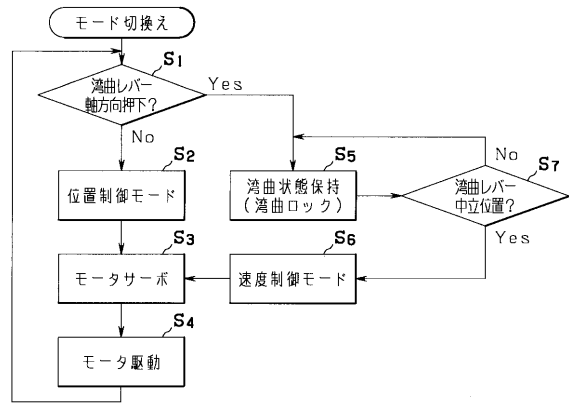 モード切換え
S1
湾曲レバー
軸方向押下?
Yes
No
S2
位置制御モード
S5
湾曲状態保持
(湾曲ロック)
No
S7
湾曲レバー
中立位置?
Yes
S3
モータサーボ
S6
速度制御モード
S4
モータ駆動